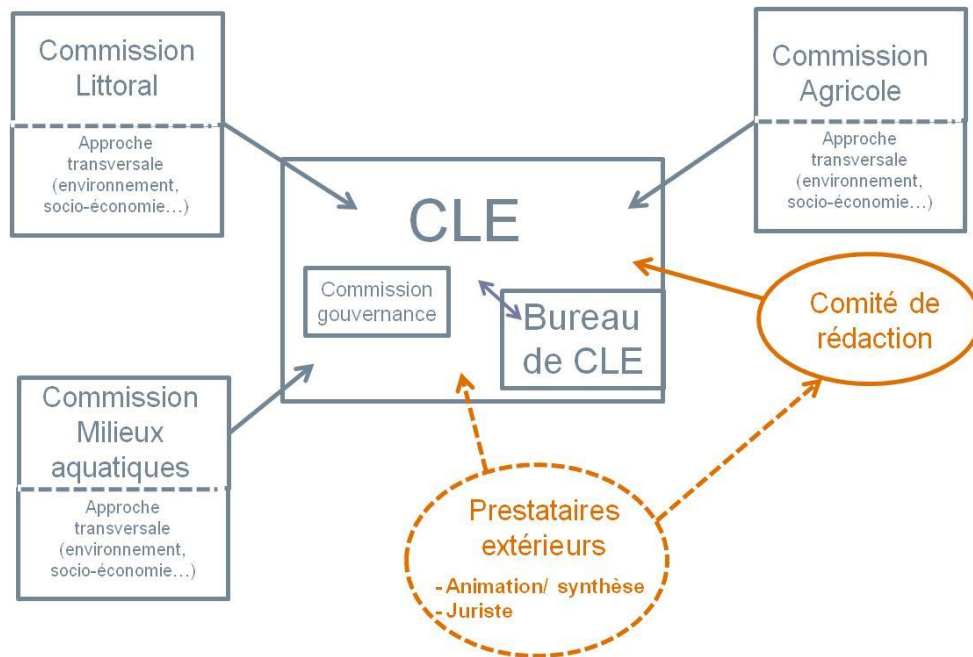 Commission
Littoral
Approche
transversale
(environnement,
socio-économie…)
Commission
Agricole
Approche
transversale
(environnement,
socio-économie…)
CLE
Commission
gouvernance
Bureau
de CLE
Comité de
rédaction
Commission
Milieux
aquatiques
Approche
transversale
(environnement,
socio-économie…)
Prestataires
extérieurs
- Animation/ synthèse
- Juriste